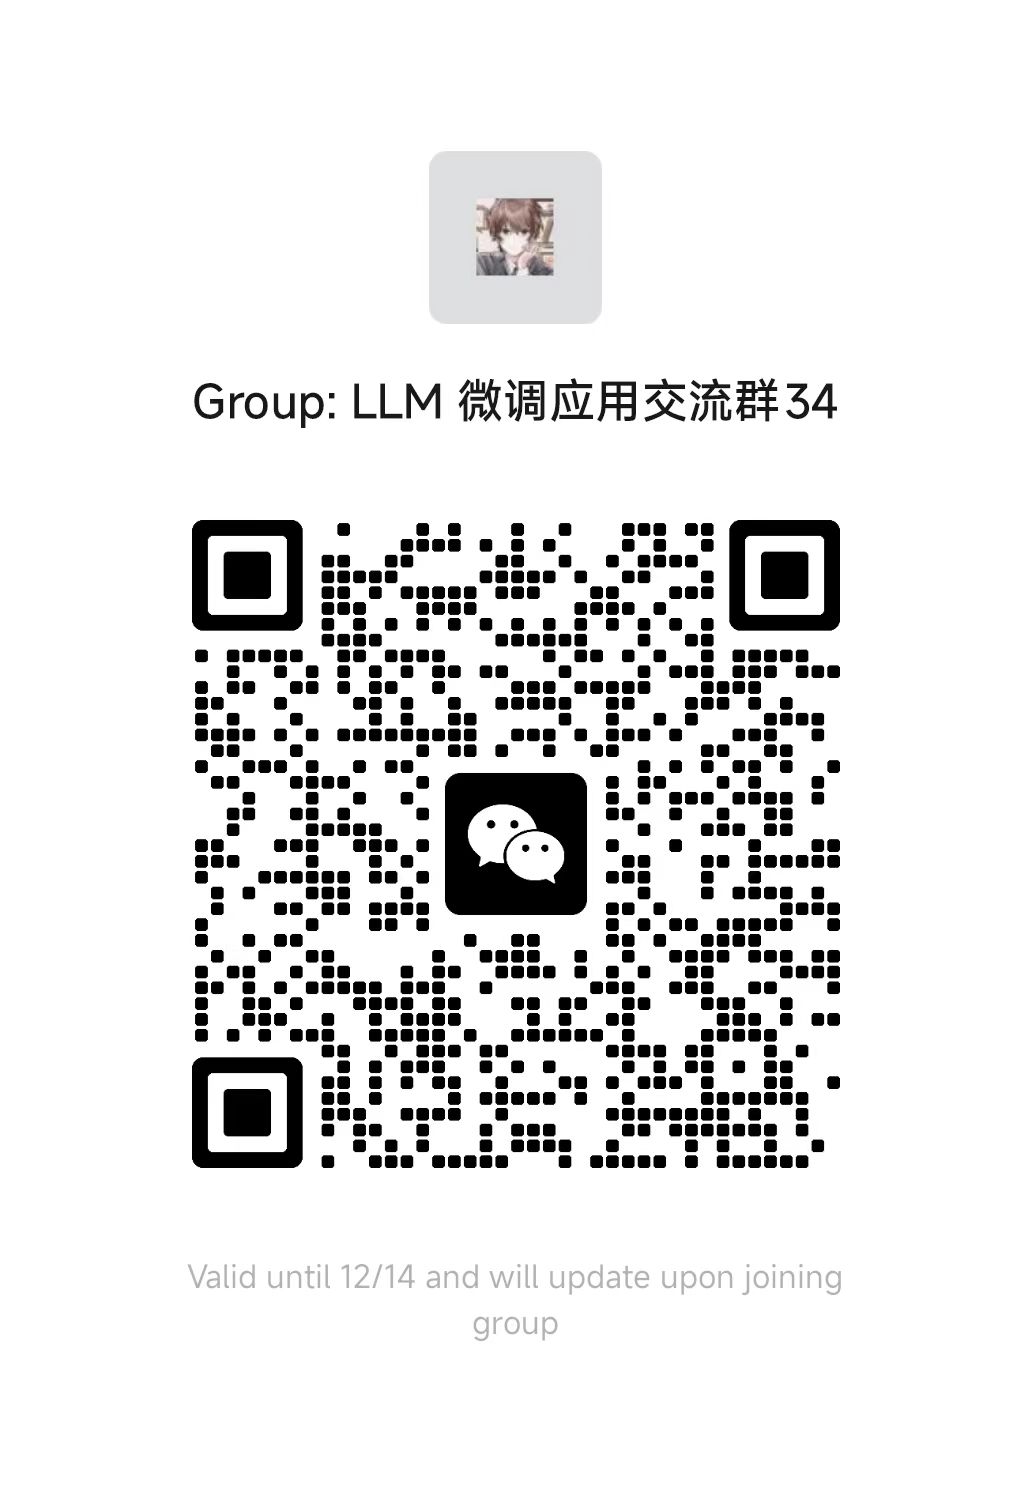 Group: LLM 微调应用交流群34
Valid until 12/14 and will update upon joining
group